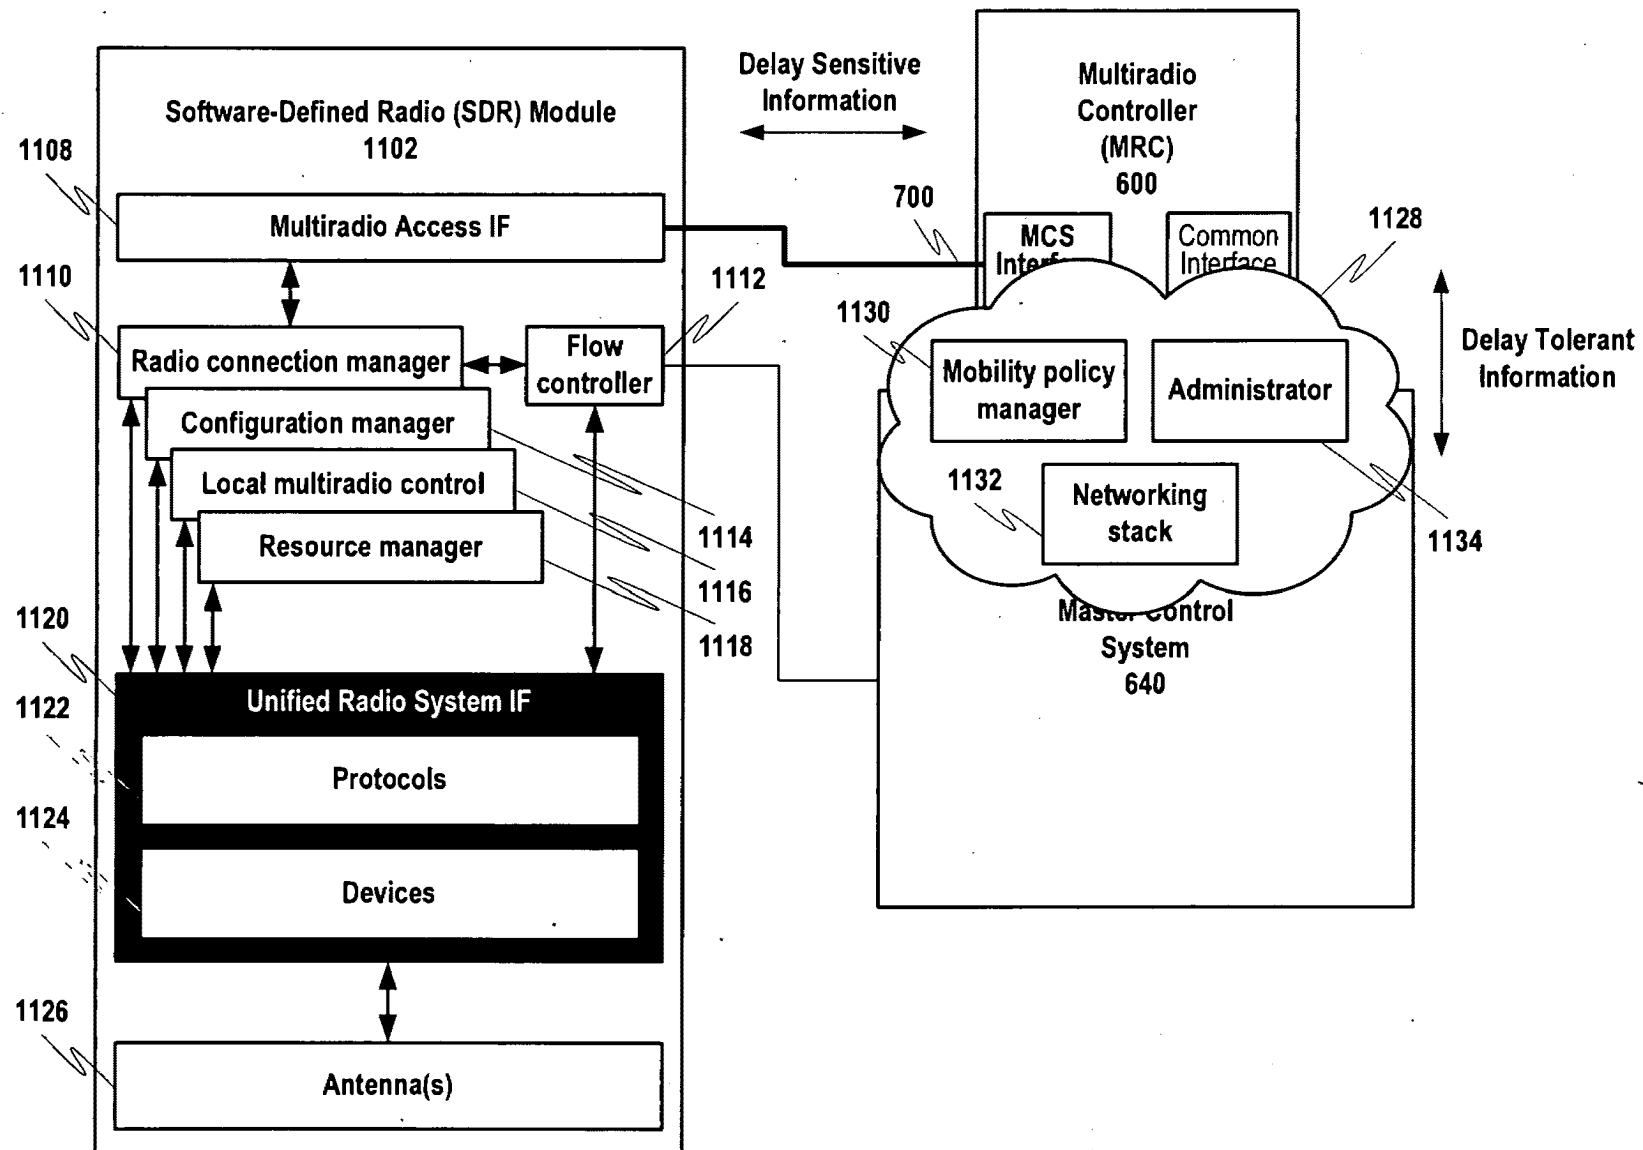 Software-Defined Radio (SDR) Module
1102
1108
Multiradio Access IF
1110
Radio connection manager
Flow
controller
1112
Configuration manager
Local multiradio control
Resource manager
1114
1116
1118
1120
Unified Radio System IF
1122
Protocols
1124
Devices
1126
Antenna(s)
Delay Sensitive
Information
700
Multiradio
Controller
(MRC)
600
MCS
Common
Interface
1128
1130
Mobility policy
manager
Administrator
1132
Networking
stack
1134
Delay Tolerant
Information
Master Control
System
640